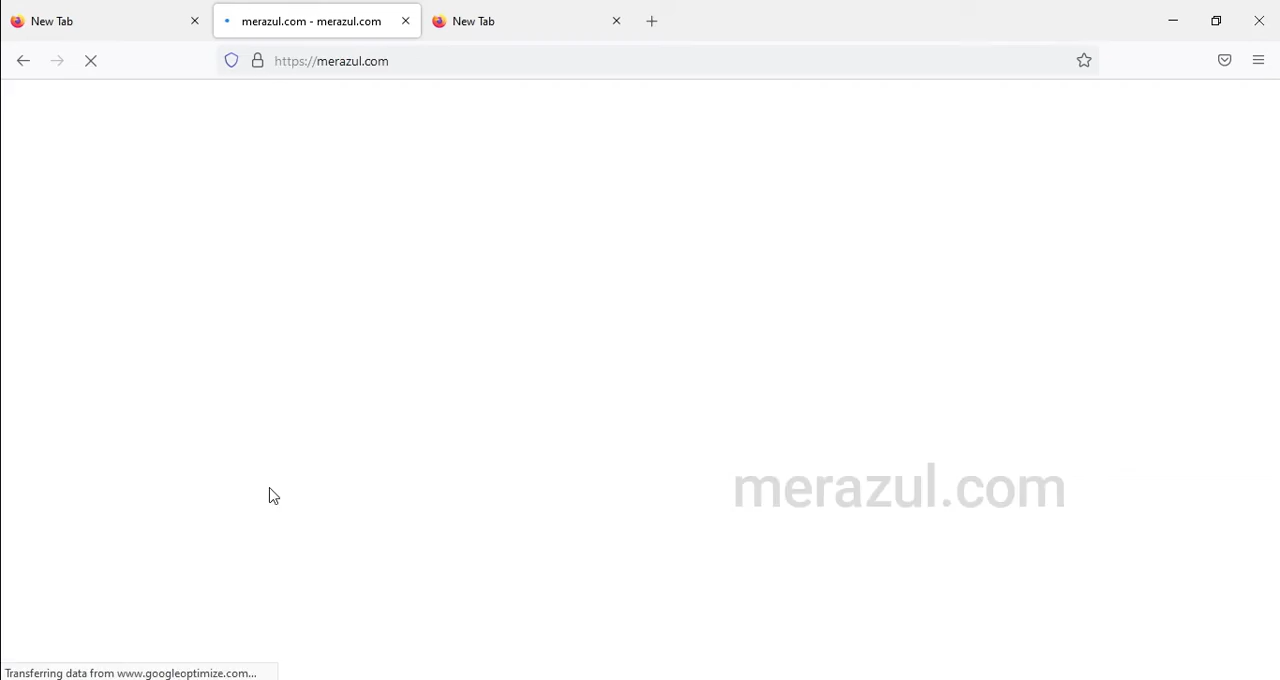 New Tab
merazul.com - merazul.com
New Tab
https://merazul.com
merazul.com
Transferring data from www.googleoptimize.com...